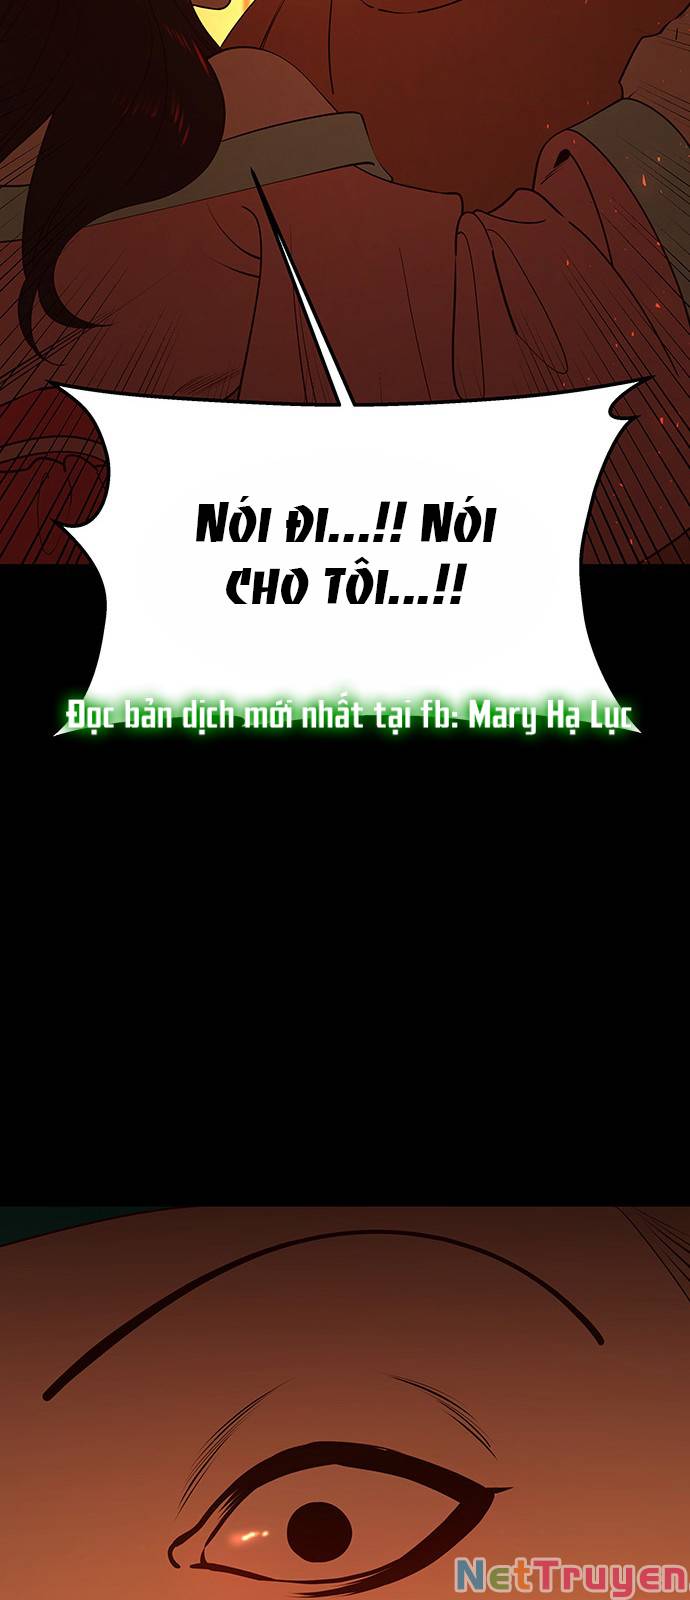 NÓI ĐI...!! NÓI
CHO TÔI...!!
Đọc bản dịch mới nhất tại fb: Mary Hạ Lục
NetTruyen